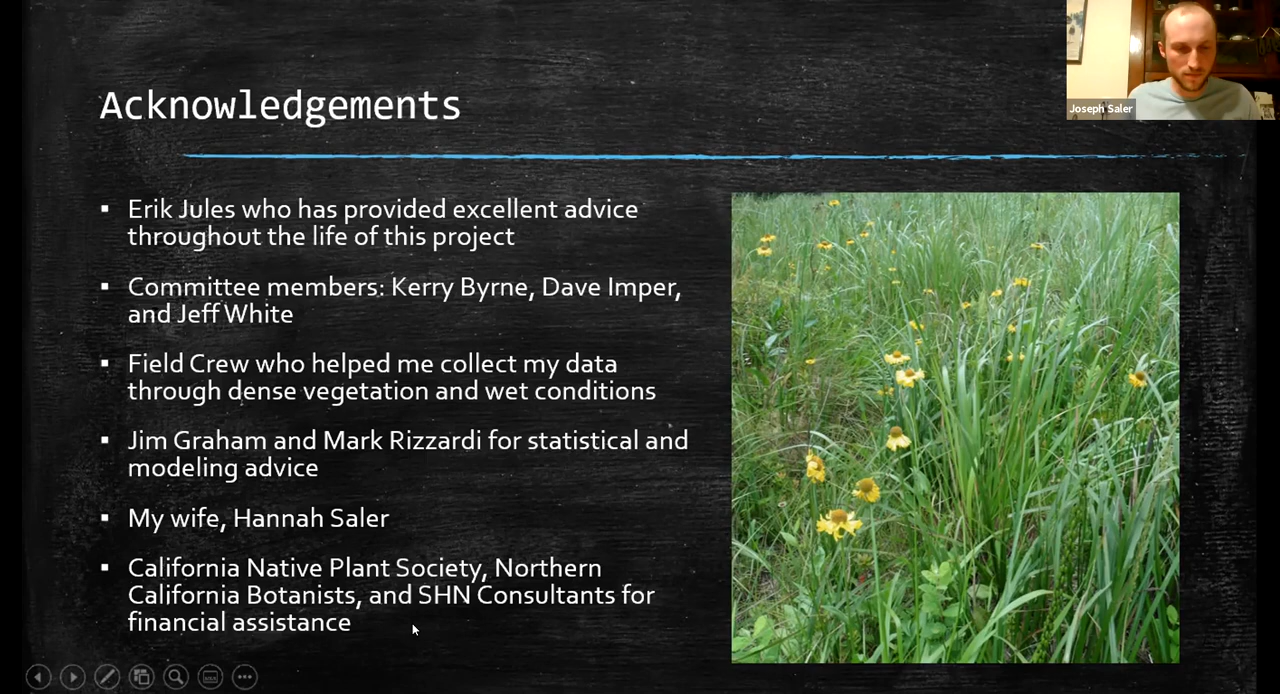 Joseph Saler
Acknowledgements
▪ Erik Jules who has provided excellent advice
throughout the life of this project
▪ Committee members: Kerry Byrne, Dave Imper,
and Jeff White
▪ Field Crew who helped me collect my data
through dense vegetation and wet conditions
▪ Jim Graham and Mark Rizzardi for statistical and
modeling advice
▪ My wife, Hannah Saler
▪ California Native Plant Society, Northern
California Botanists, and SHN Consultants for
financial assistance